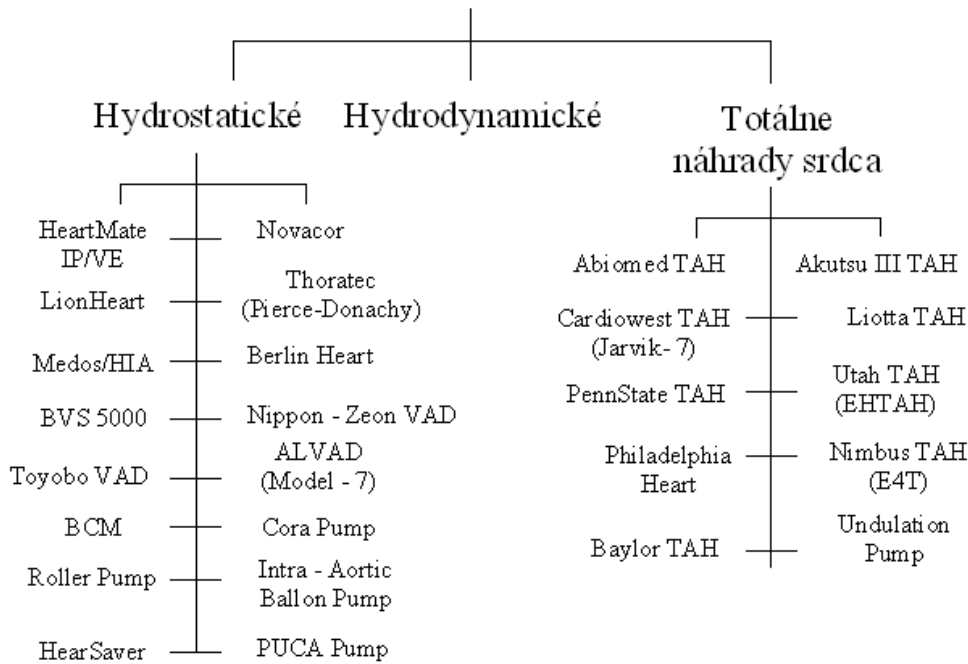 Hydrostatické
Hydrodynamické
Totálne
náhrady srdca
HeartMate
IP/VE
Novacor
LionHeart
Thoratec
(Pierce-Donachy)
Medos/HIA
Berlin Heart
BVS 5000
Nippon - Zeon VAD
Toyobo VAD
ALVAD
(Model - 7)
BCM
Cora Pump
Roller Pump
Intra - Aortic
Ballon Pump
HearSaver
PUCA Pump
Abiomed TAH
Akutsu III TAH
Cardiowest TAH
(Jarvik- 7)
Liotta TAH
PennState TAH
Utah TAH
(EHTAH)
Philadelphia
Heart
Nimbus TAH
(E4T)
Baylor TAH
Undulation
Pump